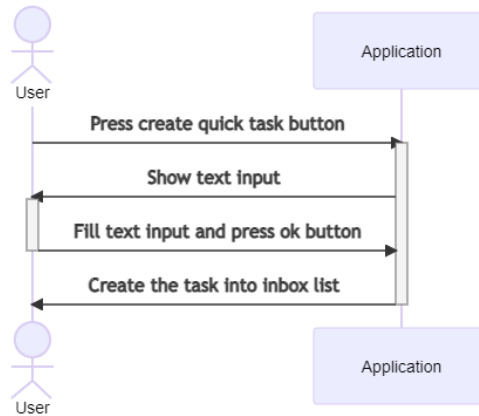 Application
User
Press create quick task button
Show text input
Fill text input and press ok button
Create the task into inbox list
Application
User